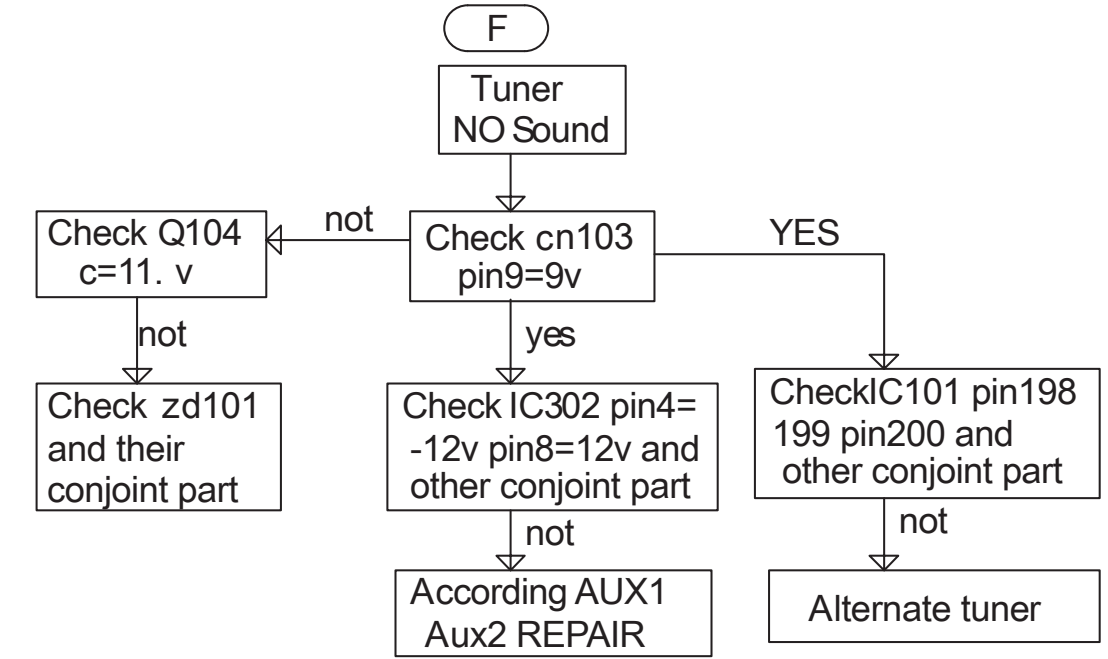 F
Tuner
NO Sound
not
YES
Check Q104
c=11. v
Check cn103
pin9=9v
not
yes
Check zd101
and their
conjoint part
Check IC302 pin4=
-12v pin8=12v and
other conjoint part
CheckIC101 pin198
199 pin200 and
other conjoint part
not
not
According AUX1
Aux2 REPAIR
Alternate tuner